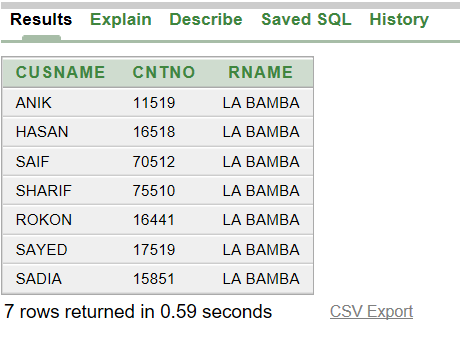 Results Explain Describe Saved SQL History
CUSNAME CNTNO RNAME
ANIK 11519 LA BAMBA
HASAN 16518 LA BAMBA
SAIF 70512 LA BAMBA
SHARIF 75510 LA BAMBA
ROKON 16441 LA BAMBA
SAYED 17519 LA BAMBA
SADIA 15851 LA BAMBA
7 rows returned in 0.59 seconds CSV Export